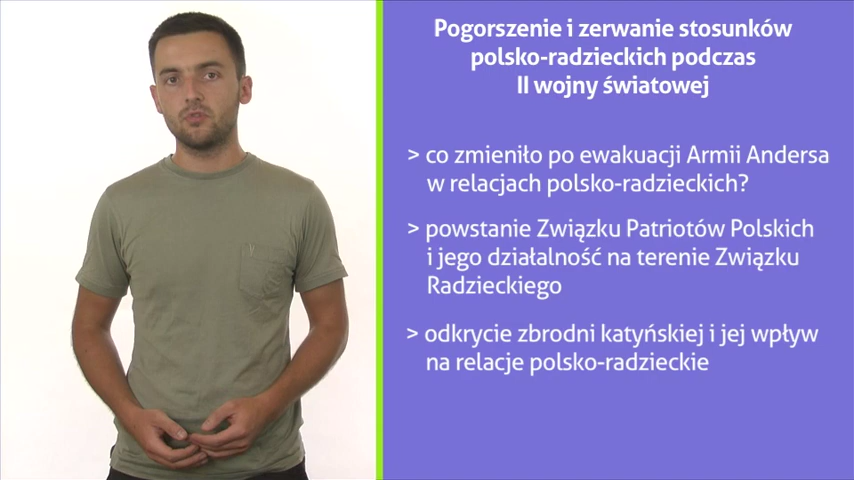 Pogorszenie i zerwanie stosunków
polsko-radzieckich podczas
II wojny światowej
> co zmieniło po ewakuacji Armii Andersa
w relacjach polsko-radzieckich?
> powstanie Związku Patriotów Polskich
i jego działalność na terenie Związku
Radzieckiego
> odkrycie zbrodni katyńskiej i jej wpływ
na relacje polsko-radzieckie